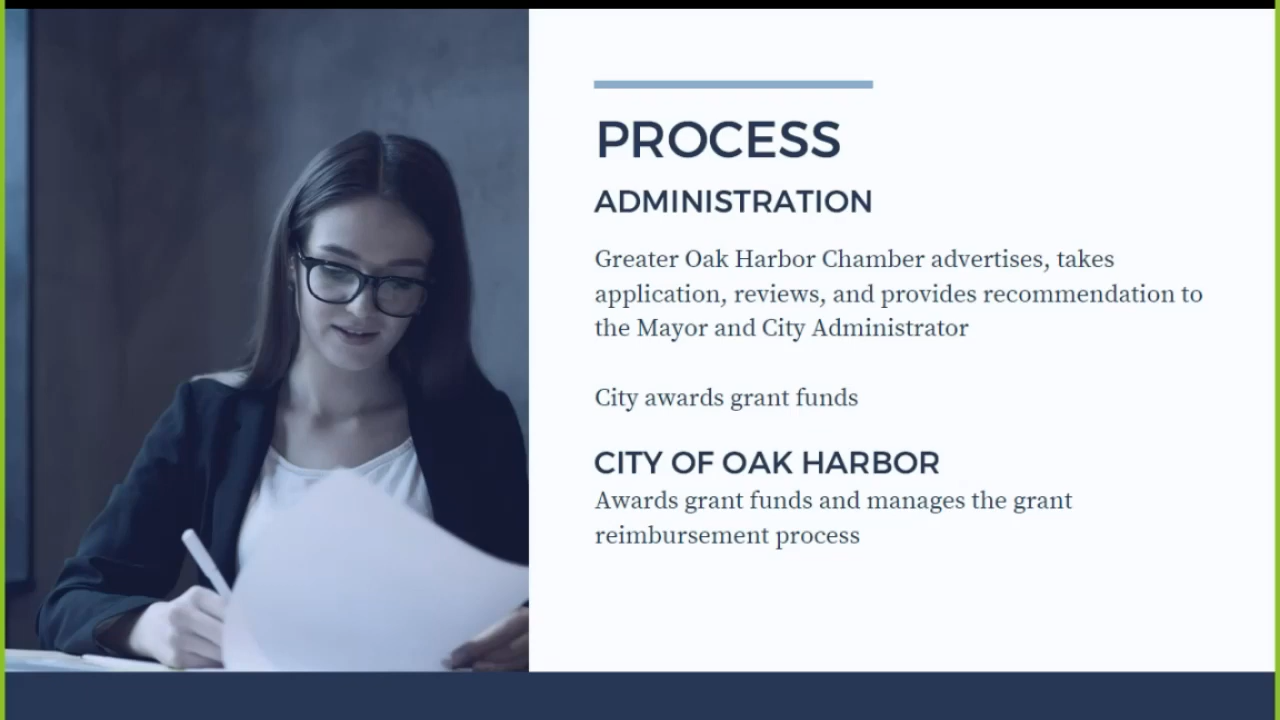 PROCESS
ADMINISTRATION
Greater Oak Harbor Chamber advertises, takes
application, reviews, and provides recommendation to
the Mayor and City Administrator
City awards grant funds
CITY OF OAK HARBOR
Awards grant funds and manages the grant
reimbursement process